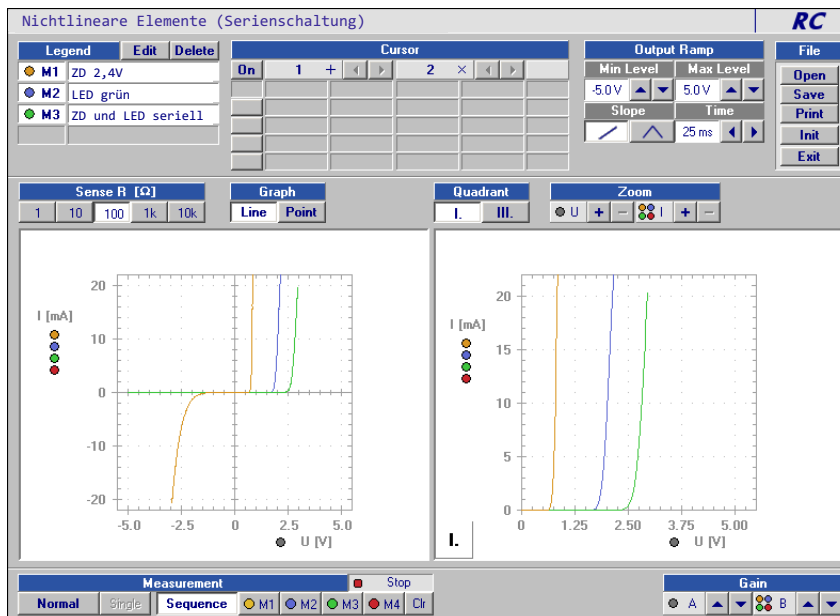 Nichtlineare Elemente (Serienschaltung)
RC
Legend Edit Delete
M1 ZD 2,4V
M2 LED grün
M3 ZD und LED seriell
Cursor
On 1 + 2 ×
Output Ramp
Min Level Max Level
-5.0 V 5.0 V
Slope Time
25 ms
File
Open
Save
Print
Init
Exit
Sense R [Ω]
1 10 100 1k 10k
Graph
Line Point
Quadrant
I. III.
Zoom
U + − I + −
I [mA]
20
10
0
-10
-20
-5.0 -2.5 0 2.5 5.0
U [V]
I [mA]
20
15
10
5
0
0 1.25 2.50 3.75 5.00
U [V]
I.
Measurement
Stop
Normal Single Sequence M1 M2 M3 M4 Clr
Gain
A B